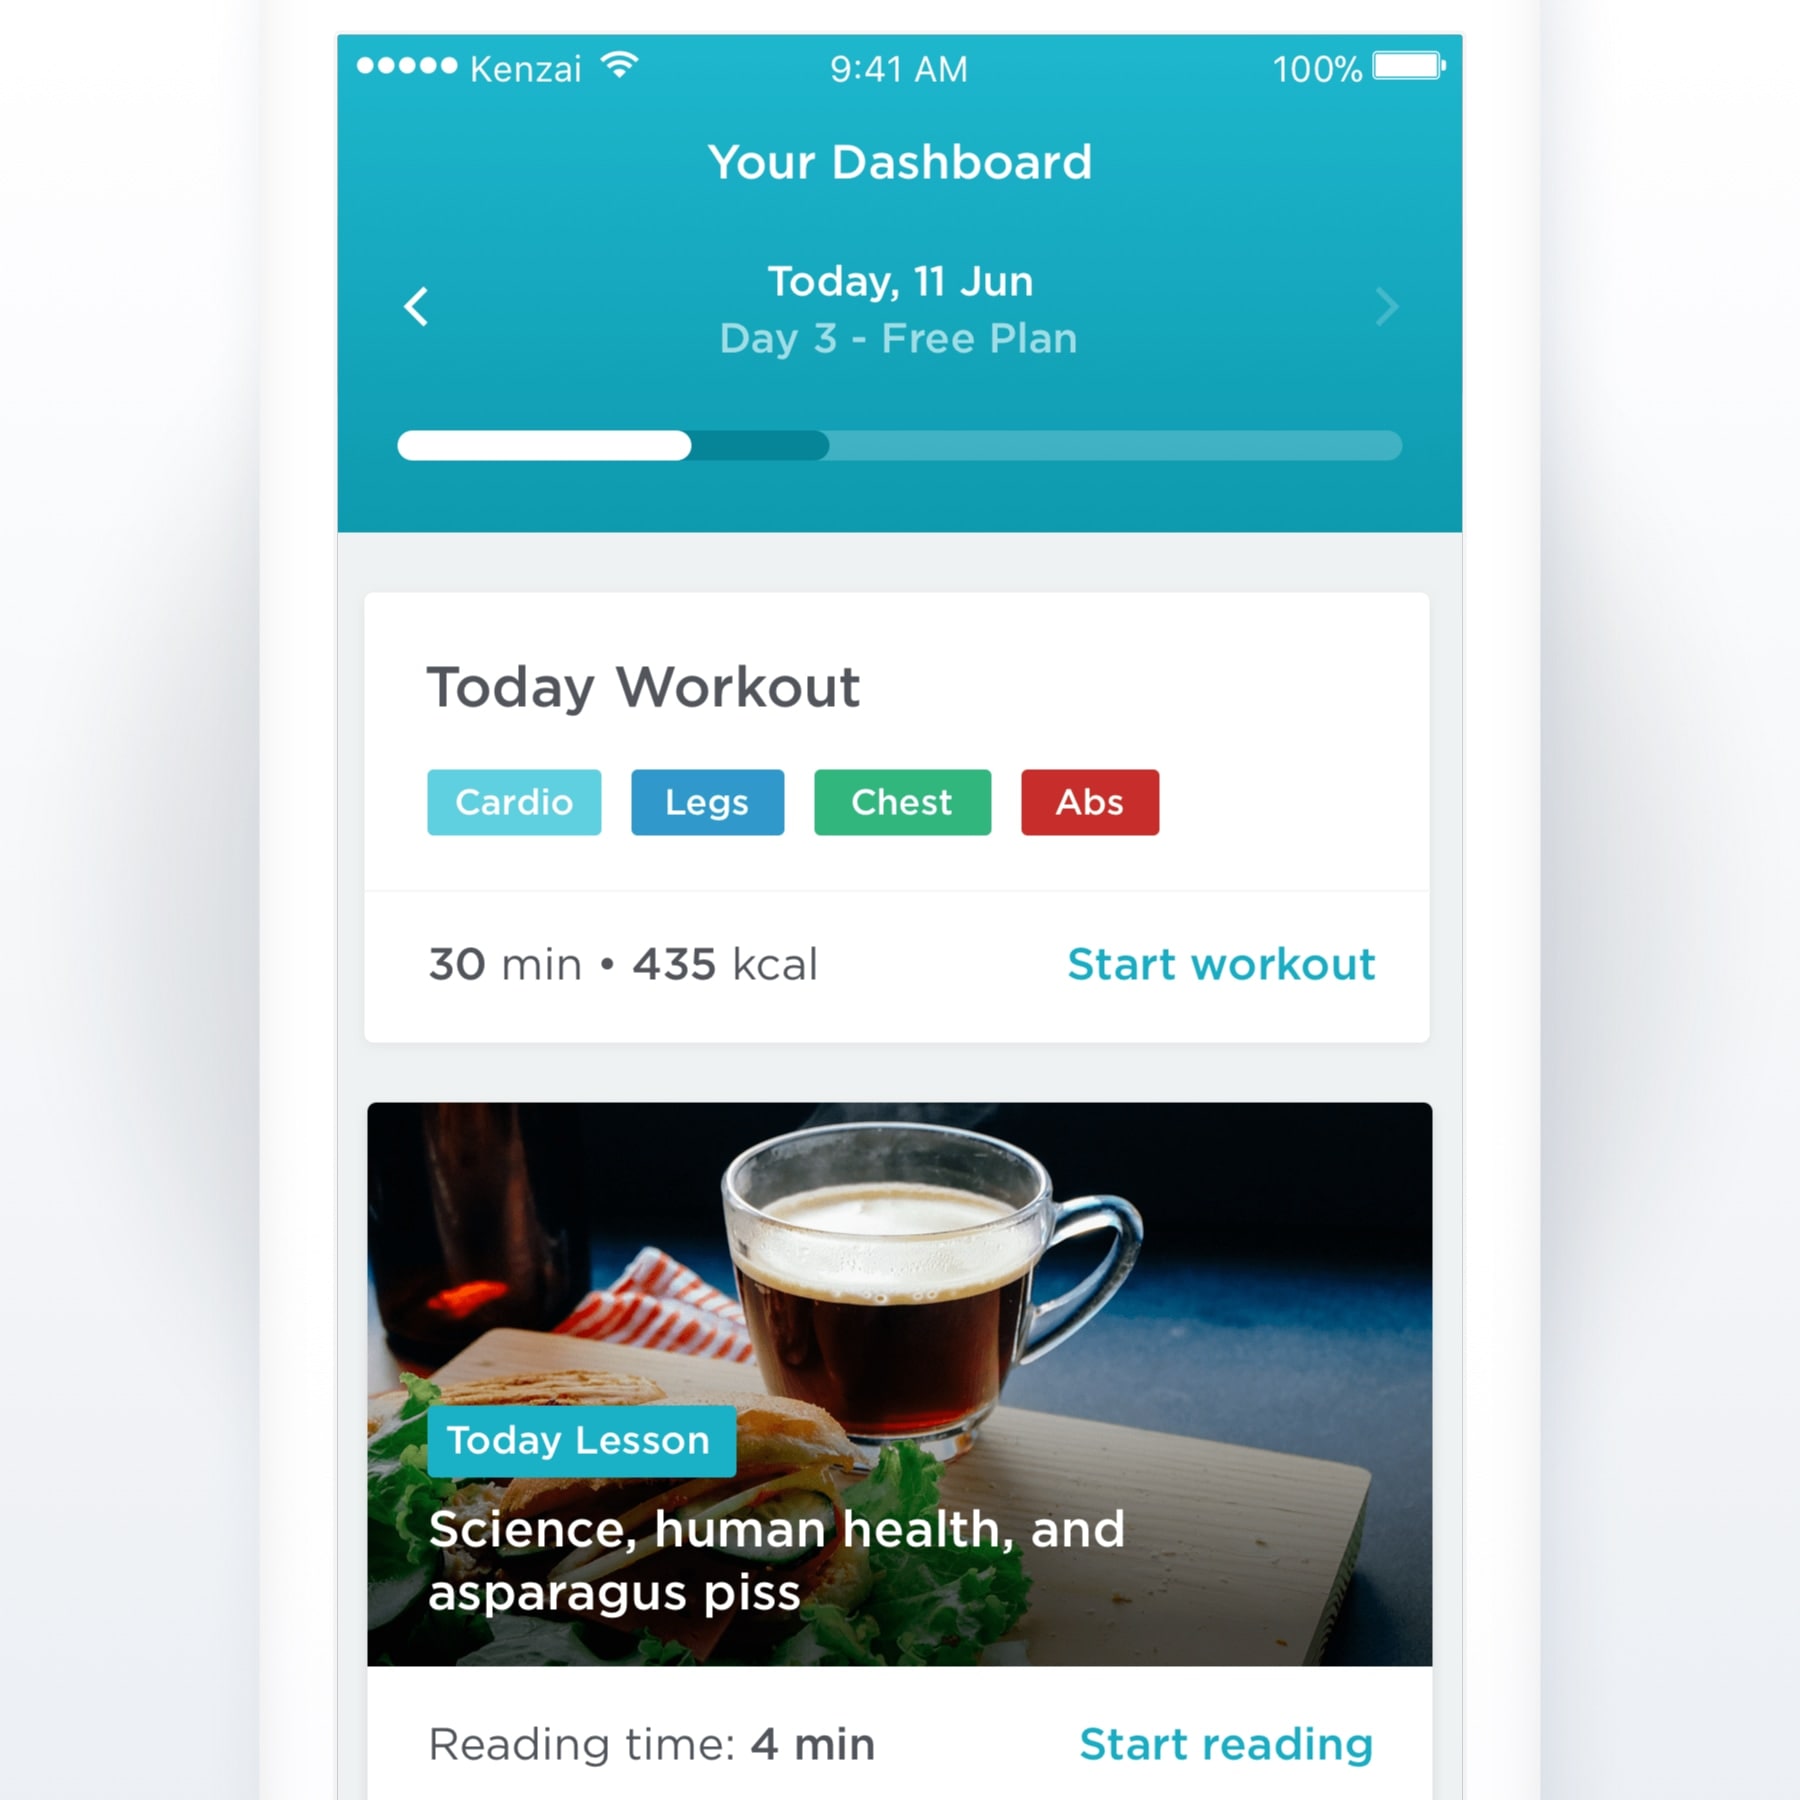 Kenzai 9:41 AM 100%
Your Dashboard
Today, 11 Jun
Day 3 - Free Plan
Today Workout
Cardio Legs Chest Abs
30 min • 435 kcal Start workout
Today Lesson
Science, human health, and
asparagus piss
Reading time: 4 min Start reading